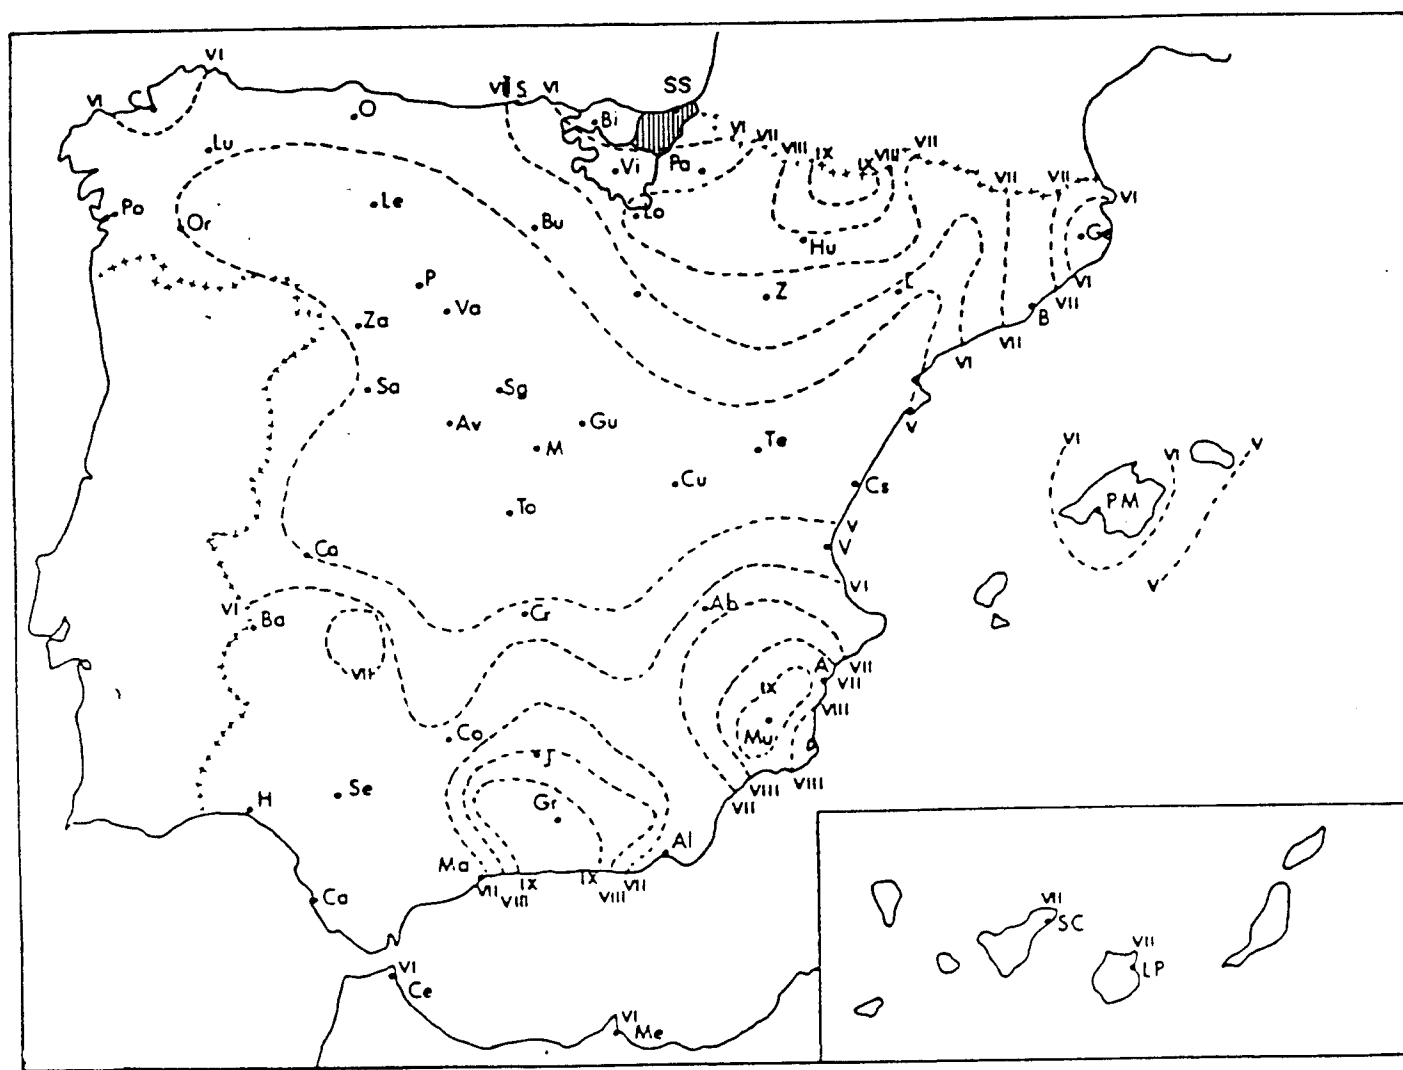 VI
VI
C
O
VII S VI
SS
Bi
Lu
Vi
Pa
VI VII VIII IX IX VIII VII
VII VII VI
Po
Or
Le
Bu
Lo
Hu
Ge
P
Va
Z
L
VI
VII
B
Za
VII
VI
Sa
Sg
Av
M
Gu
Te
V
VI VI V
Cu
Cs
PM
To
V
V
Ca
V
VI
VI
Ba
Cr
Ab
VII
A VII
VII
IX
VIII
Mu
Co
J
VIII
VIII
VII
H
Se
Gr
Al
Ma
VII VIII IX IX VIII VII
Ca
VII
SC
VII
LP
VI
Ce
VI
Me